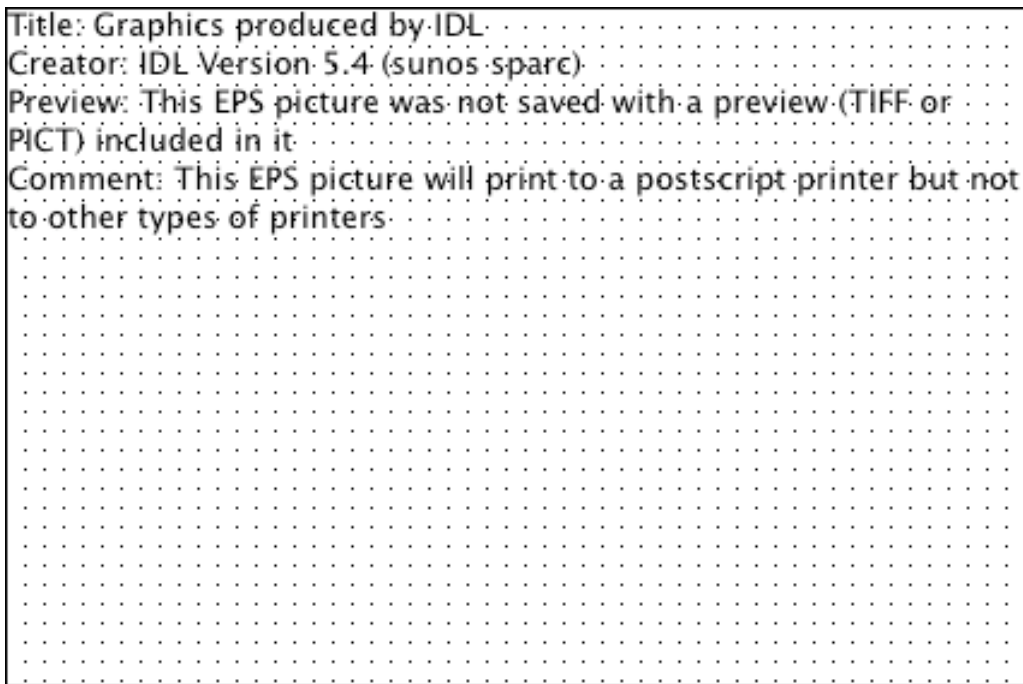 Title: Graphics produced by IDL
Creator: IDL Version 5.4 (sunos sparc)
Preview: This EPS picture was not saved with a preview (TIFF or
PICT) included in it
Comment: This EPS picture will print to a postscript printer but not
to other types of printers